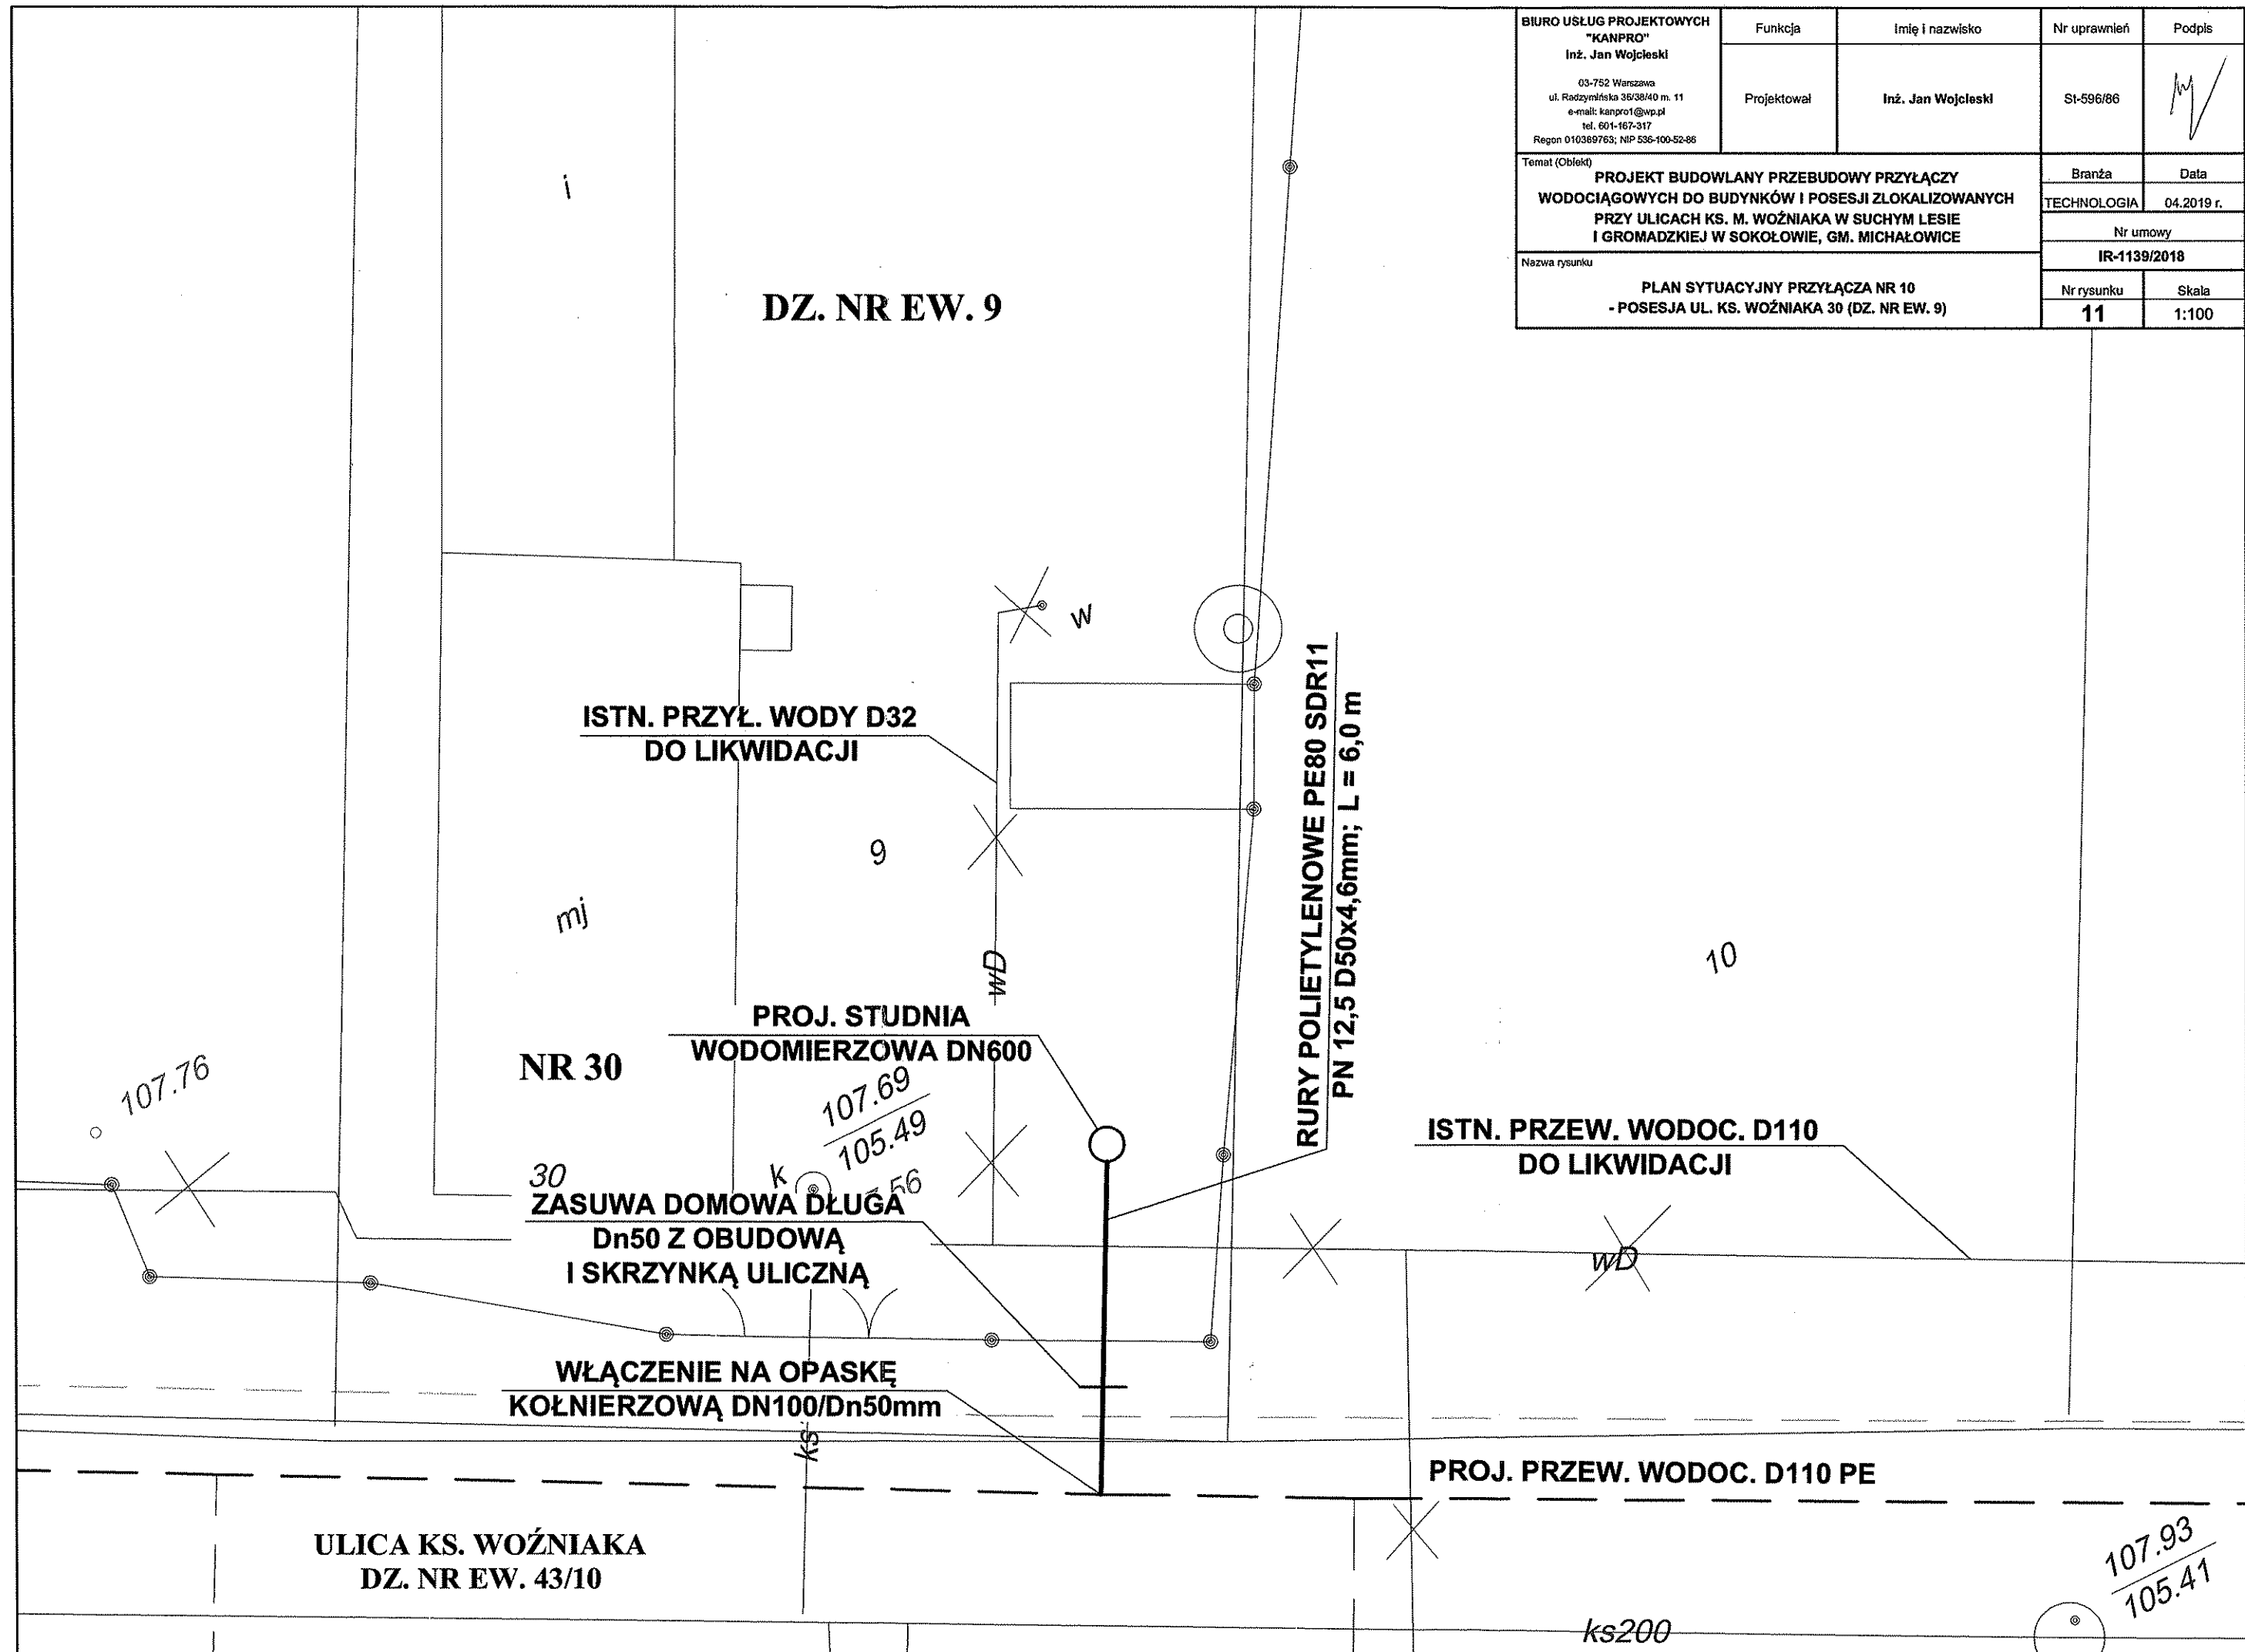 BIURO USŁUG PROJEKTOWYCH
"KANPRO"
Inż. Jan Wojcieski
03-752 Warszawa
ul. Radzymińska 36/38/40 m. 11
e-mail: kanpro1@wp.pl
tel. 601-167-317
Regon 010389763; NIP 536-100-52-86
Funkcja
Imię i nazwisko
Nr uprawnień
Podpis
Projektował
Inż. Jan Wojcieski
St-596/86
Temat (Obiekt)
PROJEKT BUDOWLANY PRZEBUDOWY PRZYŁĄCZY
WODOCIĄGOWYCH DO BUDYNKÓW I POSESJI ZLOKALIZOWANYCH
PRZY ULICACH KS. M. WOŹNIAKA W SUCHYM LESIE
I GROMADZKIEJ W SOKOŁOWIE, GM. MICHAŁOWICE
Branża
Data
TECHNOLOGIA
04.2019 r.
Nr umowy
IR-1139/2018
Nazwa rysunku
PLAN SYTUACYJNY PRZYŁĄCZA NR 10
- POSESJA UL. KS. WOŹNIAKA 30 (DZ. NR EW. 9)
Nr rysunku
Skala
11
1:100
i
DZ. NR EW. 9
w
ISTN. PRZYŁ. WODY D32
DO LIKWIDACJI
RURY POLIETYLENOWE PE80 SDR11
PN 12,5 D50x4,6mm; L = 6,0 m
9
mj
wD
10
PROJ. STUDNIA
WODOMIERZOWA DN600
NR 30
107.76
107.69
105.49
ISTN. PRZEW. WODOC. D110
DO LIKWIDACJI
30
k
56
ZASUWA DOMOWA DŁUGA
Dn50 Z OBUDOWĄ
I SKRZYNKĄ ULICZNĄ
wD
WŁĄCZENIE NA OPASKĘ
KOŁNIERZOWĄ DN100/Dn50mm
ks
PROJ. PRZEW. WODOC. D110 PE
ULICA KS. WOŹNIAKA
DZ. NR EW. 43/10
107.93
105.41
ks200